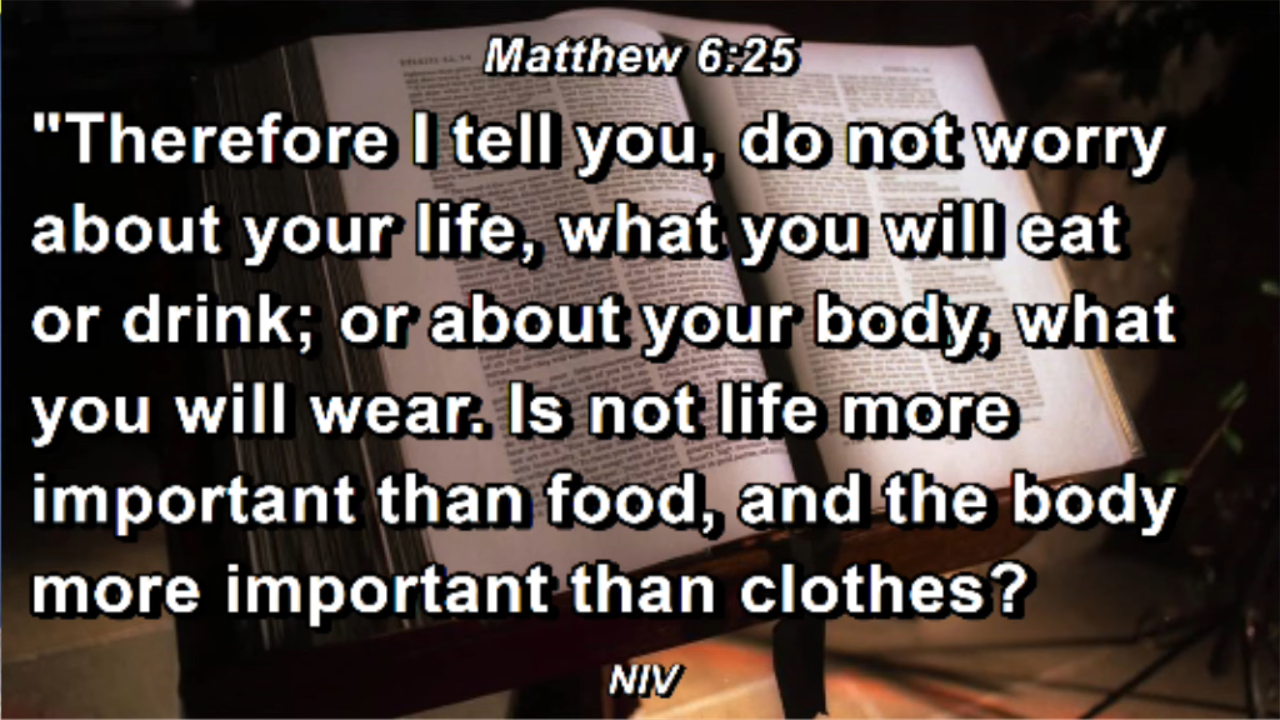 Matthew 6:25
"Therefore I tell you, do not worry
about your life, what you will eat
or drink; or about your body, what
you will wear. Is not life more
important than food, and the body
more important than clothes?
NIV